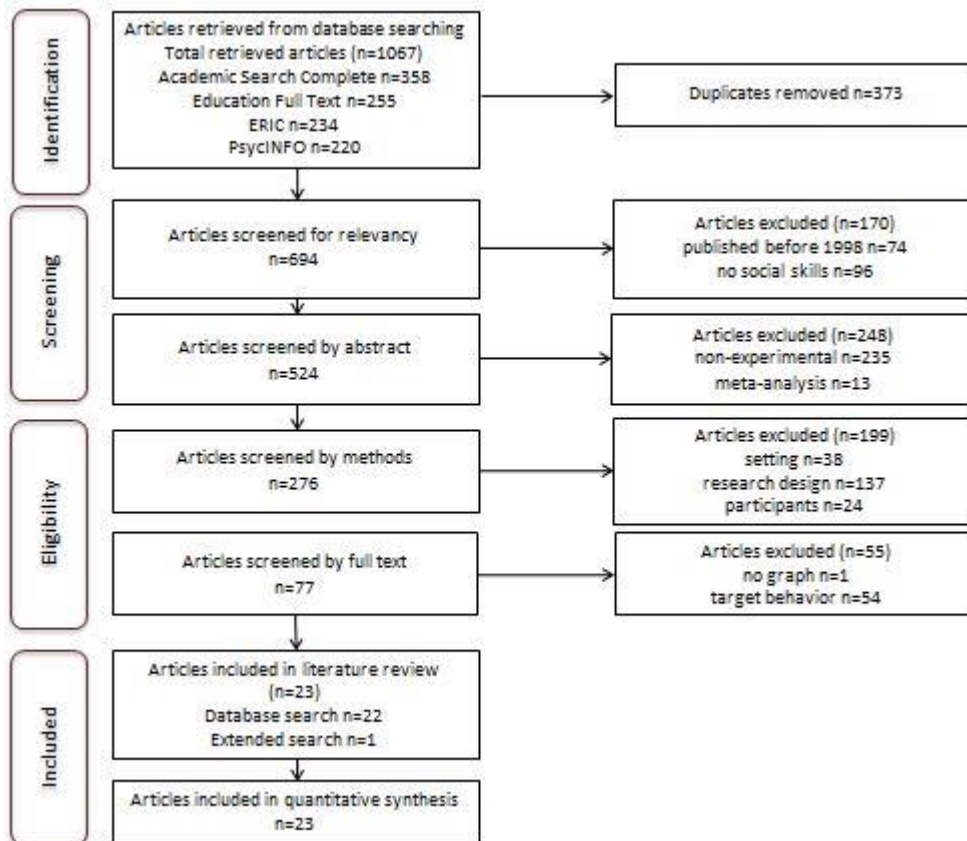 Identification
Articles retrieved from database searching
Total retrieved articles (n=1067)
Academic Search Complete n=358
Education Full Text n=255
ERIC n=234
PsycINFO n=220
Duplicates removed n=373
Screening
Articles screened for relevancy
n=694
Articles excluded (n=170)
published before 1998 n=74
no social skills n=96
Articles screened by abstract
n=524
Articles excluded (n=248)
non-experimental n=235
meta-analysis n=13
Eligibility
Articles screened by methods
n=276
Articles excluded (n=199)
setting n=38
research design n=137
participants n=24
Articles screened by full text
n=77
Articles excluded (n=55)
no graph n=1
target behavior n=54
Included
Articles included in literature review
(n=23)
Database search n=22
Extended search n=1
Articles included in quantitative synthesis
n=23